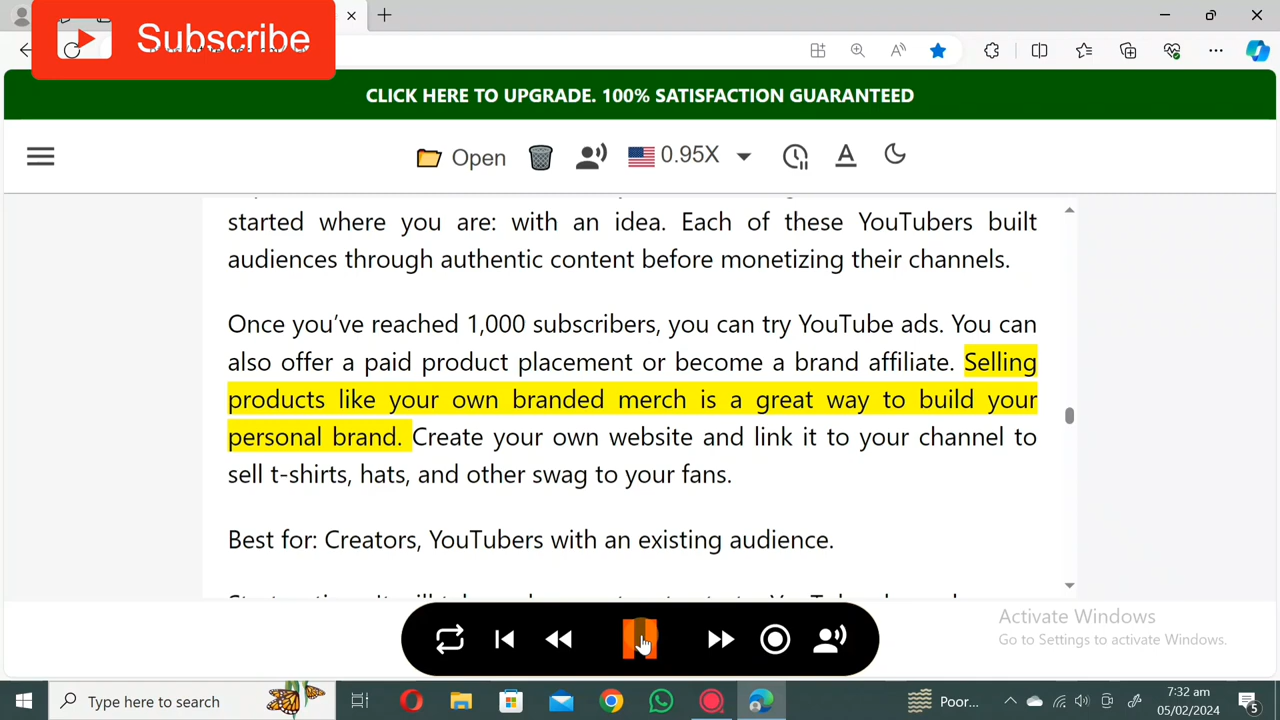 Subscribe
CLICK HERE TO UPGRADE. 100% SATISFACTION GUARANTEED
Open
0.95X
started where you are: with an idea. Each of these YouTubers built
audiences through authentic content before monetizing their channels.
Once you've reached 1,000 subscribers, you can try YouTube ads. You can
also offer a paid product placement or become a brand affiliate. Selling
products like your own branded merch is a great way to build your
personal brand. Create your own website and link it to your channel to
sell t-shirts, hats, and other swag to your fans.
Best for: Creators, YouTubers with an existing audience.
Activate Windows
Go to Settings to activate Windows.
Type here to search
Poor...
7:32 am
05/02/2024
5